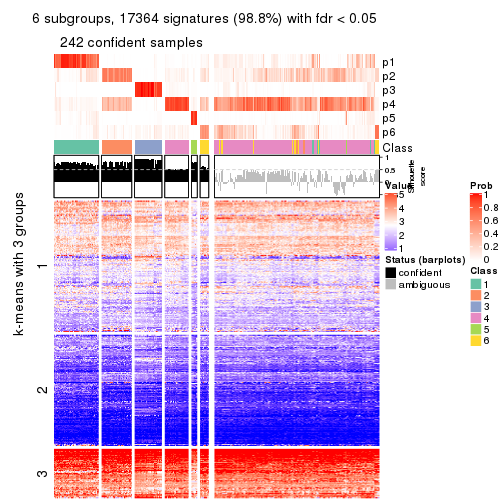 6 subgroups, 17364 signatures (98.8%) with fdr < 0.05
242 confident samples
p1
p2
p3
p4
p5
p6
Class
1
0.5
0
Silhouette
score
k-means with 3 groups
1
2
3
Value
5
4
3
2
1
Status (barplots)
confident
ambiguous
Prob
1
0.8
0.6
0.4
0.2
0
Class
1
2
3
4
5
6